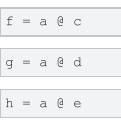 f = a @ c
g = a @ d
h = a @ e